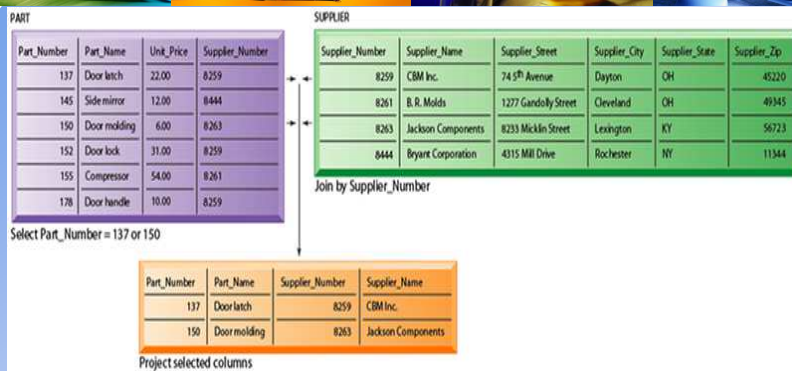 PART
Part_Number Part_Name Unit_Price Supplier_Number
137 Door latch 22.00 8259
145 Side mirror 12.00 8444
150 Door molding 6.00 8263
152 Door lock 31.00 8259
155 Compressor 54.00 8261
178 Door handle 10.00 8259
Select Part_Number = 137 or 150
SUPPLIER
Supplier_Number Supplier_Name Supplier_Street Supplier_City Supplier_State Supplier_Zip
8259 CBM Inc. 74 5th Avenue Dayton OH 45220
8261 B. R. Molds 1277 Gandolly Street Cleveland OH 49345
8263 Jackson Components 8233 Micklin Street Lexington KY 56723
8444 Bryant Corporation 4315 Mill Drive Rochester NY 11344
Join by Supplier_Number
Part_Number Part_Name Supplier_Number Supplier_Name
137 Door latch 8259 CBM Inc.
150 Door molding 8263 Jackson Components
Project selected columns